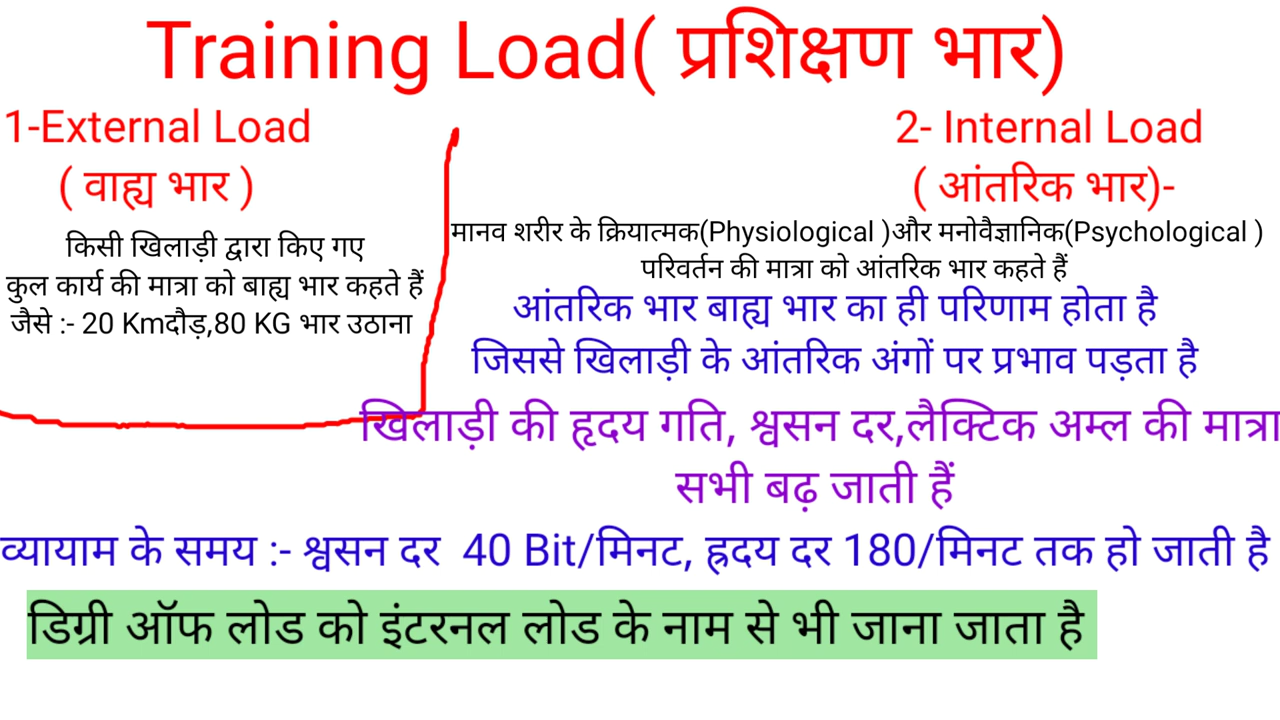 Training Load( प्रशिक्षण भार)
1-External Load
( वाह्य भार )
किसी खिलाड़ी द्वारा किए गए
कुल कार्य की मात्रा को बाह्य भार कहते हैं
जैसे :- 20 Kmदौड़,80 KG भार उठाना
2- Internal Load
( आंतरिक भार)-
मानव शरीर के क्रियात्मक(Physiological )और मनोवैज्ञानिक(Psychological )
परिवर्तन की मात्रा को आंतरिक भार कहते हैं
आंतरिक भार बाह्य भार का ही परिणाम होता है
जिससे खिलाड़ी के आंतरिक अंगों पर प्रभाव पड़ता है
खिलाड़ी की हृदय गति, श्वसन दर,लैक्टिक अम्ल की मात्रा
सभी बढ़ जाती हैं
व्यायाम के समय :- श्वसन दर 40 Bit/मिनट, ह्रदय दर 180/मिनट तक हो जाती है
डिग्री ऑफ लोड को इंटरनल लोड के नाम से भी जाना जाता है